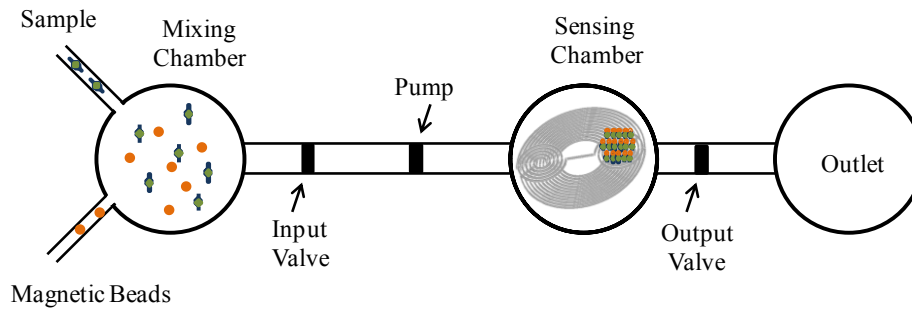 Sample
Mixing
Chamber
Sensing
Chamber
Pump
Outlet
Input
Valve
Output
Valve
Magnetic Beads